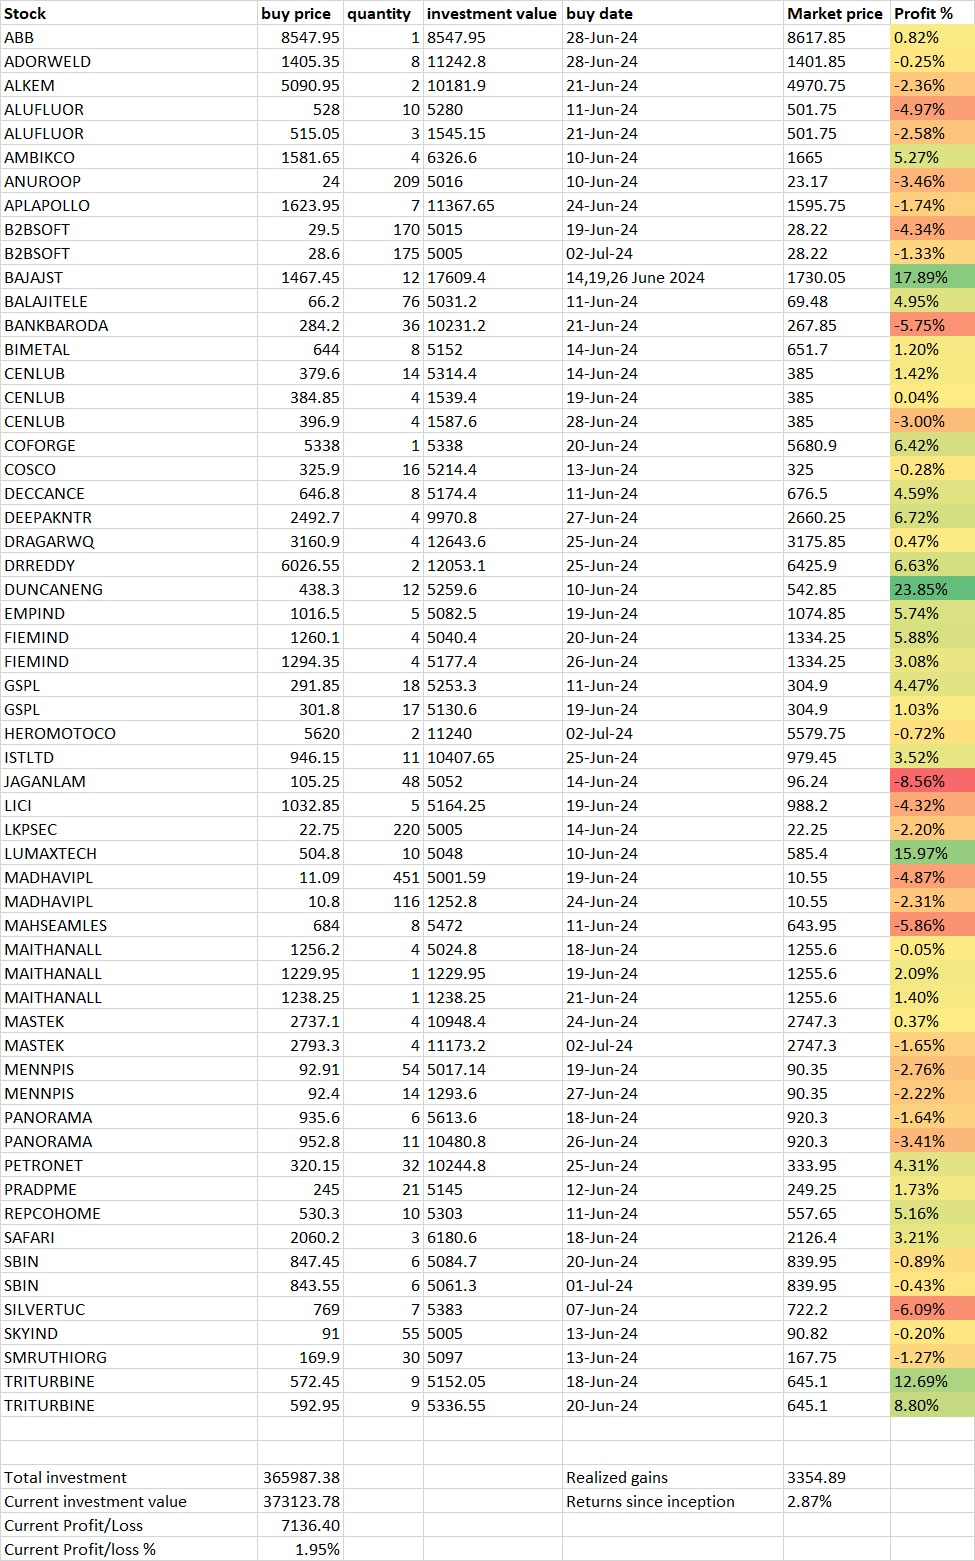 Stock buy price quantity investment value buy date Market price Profit %
ABB 8547.95 1 8547.95 28-Jun-24 8617.85 0.82%
ADORWELD 1405.35 8 11242.8 28-Jun-24 1401.85 -0.25%
ALKEM 5090.95 2 10181.9 21-Jun-24 4970.75 -2.36%
ALUFLUOR 528 10 5280 11-Jun-24 501.75 -4.97%
ALUFLUOR 515.05 3 1545.15 21-Jun-24 501.75 -2.58%
AMBIKCO 1581.65 4 6326.6 10-Jun-24 1665 5.27%
ANUROOP 24 209 5016 10-Jun-24 23.17 -3.46%
APLAPOLLO 1623.95 7 11367.65 24-Jun-24 1595.75 -1.74%
B2BSOFT 29.5 170 5015 19-Jun-24 28.22 -4.34%
B2BSOFT 28.6 175 5005 02-Jul-24 28.22 -1.33%
BAJAJST 1467.45 12 17609.4 14,19,26 June 2024 1730.05 17.89%
BALAJITELE 66.2 76 5031.2 11-Jun-24 69.48 4.95%
BANKBARODA 284.2 36 10231.2 21-Jun-24 267.85 -5.75%
BIMETAL 644 8 5152 14-Jun-24 651.7 1.20%
CENLUB 379.6 14 5314.4 14-Jun-24 385 1.42%
CENLUB 384.85 4 1539.4 19-Jun-24 385 0.04%
CENLUB 396.9 4 1587.6 28-Jun-24 385 -3.00%
COFORGE 5338 1 5338 20-Jun-24 5680.9 6.42%
COSCO 325.9 16 5214.4 13-Jun-24 325 -0.28%
DECCANCE 646.8 8 5174.4 11-Jun-24 676.5 4.59%
DEEPAKNTR 2492.7 4 9970.8 27-Jun-24 2660.25 6.72%
DRAGARWQ 3160.9 4 12643.6 25-Jun-24 3175.85 0.47%
DRREDDY 6026.55 2 12053.1 25-Jun-24 6425.9 6.63%
DUNCANENG 438.3 12 5259.6 10-Jun-24 542.85 23.85%
EMPIND 1016.5 5 5082.5 19-Jun-24 1074.85 5.74%
FIEMIND 1260.1 4 5040.4 20-Jun-24 1334.25 5.88%
FIEMIND 1294.35 4 5177.4 26-Jun-24 1334.25 3.08%
GSPL 291.85 18 5253.3 11-Jun-24 304.9 4.47%
GSPL 301.8 17 5130.6 19-Jun-24 304.9 1.03%
HEROMOTOCO 5620 2 11240 02-Jul-24 5579.75 -0.72%
ISTLTD 946.15 11 10407.65 25-Jun-24 979.45 3.52%
JAGANLAM 105.25 48 5052 14-Jun-24 96.24 -8.56%
LICI 1032.85 5 5164.25 19-Jun-24 988.2 -4.32%
LKPSEC 22.75 220 5005 14-Jun-24 22.25 -2.20%
LUMAXTECH 504.8 10 5048 10-Jun-24 585.4 15.97%
MADHAVIPL 11.09 451 5001.59 19-Jun-24 10.55 -4.87%
MADHAVIPL 10.8 116 1252.8 24-Jun-24 10.55 -2.31%
MAHSEAMLES 684 8 5472 11-Jun-24 643.95 -5.86%
MAITHANALL 1256.2 4 5024.8 18-Jun-24 1255.6 -0.05%
MAITHANALL 1229.95 1 1229.95 19-Jun-24 1255.6 2.09%
MAITHANALL 1238.25 1 1238.25 21-Jun-24 1255.6 1.40%
MASTEK 2737.1 4 10948.4 24-Jun-24 2747.3 0.37%
MASTEK 2793.3 4 11173.2 02-Jul-24 2747.3 -1.65%
MENNPIS 92.91 54 5017.14 19-Jun-24 90.35 -2.76%
MENNPIS 92.4 14 1293.6 27-Jun-24 90.35 -2.22%
PANORAMA 935.6 6 5613.6 18-Jun-24 920.3 -1.64%
PANORAMA 952.8 11 10480.8 26-Jun-24 920.3 -3.41%
PETRONET 320.15 32 10244.8 25-Jun-24 333.95 4.31%
PRADPME 245 21 5145 12-Jun-24 249.25 1.73%
REPCOHOME 530.3 10 5303 11-Jun-24 557.65 5.16%
SAFARI 2060.2 3 6180.6 18-Jun-24 2126.4 3.21%
SBIN 847.45 6 5084.7 20-Jun-24 839.95 -0.89%
SBIN 843.55 6 5061.3 01-Jul-24 839.95 -0.43%
SILVERTUC 769 7 5383 07-Jun-24 722.2 -6.09%
SKYIND 91 55 5005 13-Jun-24 90.82 -0.20%
SMRUTHIORG 169.9 30 5097 13-Jun-24 167.75 -1.27%
TRITURBINE 572.45 9 5152.05 18-Jun-24 645.1 12.69%
TRITURBINE 592.95 9 5336.55 20-Jun-24 645.1 8.80%
Total investment 365987.38 Realized gains 3354.89
Current investment value 373123.78 Returns since inception 2.87%
Current Profit/Loss 7136.40
Current Profit/loss % 1.95%